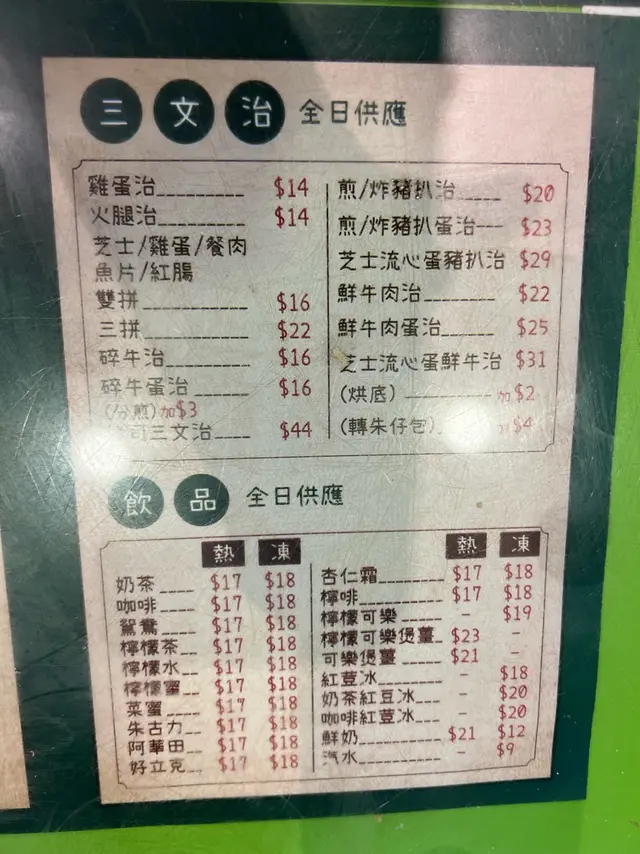 三文治 全日供應
雞蛋治 $14
火腿治 $14
芝士/雞蛋/餐肉
魚片/紅腸
雙拼 $16
三拼 $22
碎牛治 $16
碎牛蛋治 $16
(分煎)加$3
司三文治 $44
煎/炸豬扒治 $20
煎/炸豬扒蛋治 $23
芝士流心蛋豬扒治 $29
鮮牛肉治 $22
鮮牛肉蛋治 $25
芝士流心蛋鮮牛治 $31
(烘底) 加$2
(轉朱仔包) $4
飲品 全日供應
熱 凍
奶茶 $17 $18
咖啡 $17 $18
鴛鴦 $17 $18
檸檬茶 $17 $18
檸檬水 $17 $18
檸檬蜜 $17 $18
菜蜜 $17 $18
朱古力 $17 $18
阿華田 $17 $18
好立克 $17 $18
熱 凍
杏仁霜 $17 $18
檸啡 $17 $18
檸檬可樂 - $19
檸檬可樂煲薑 $23 -
可樂煲薑 $21 -
紅荳冰 - $18
奶茶紅豆冰 - $20
咖啡紅荳冰 - $20
鮮奶 $21 $12
汽水 - $9